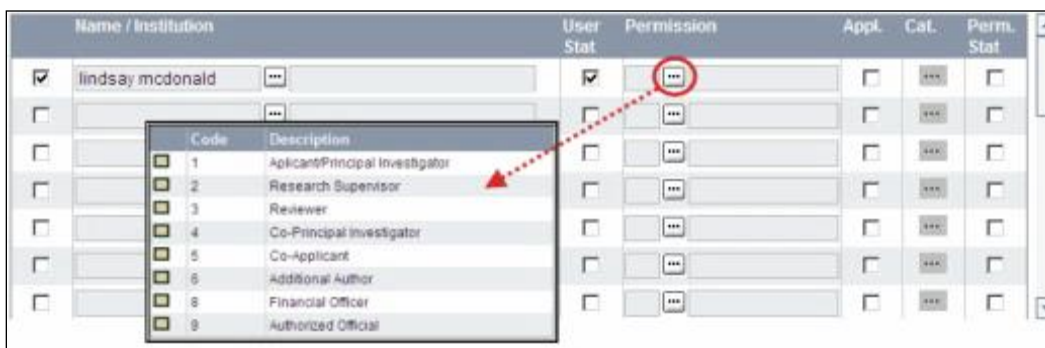 Name / Institution User Stat Permission Appl. Cat. Perm. Stat
lindsay mcdonald
Code Description
1 Aplicant/Principal Investigator
2 Research Supervisor
3 Reviewer
4 Co-Principal Investigator
5 Co-Applicant
6 Additional Author
8 Financial Officer
9 Authorized Official